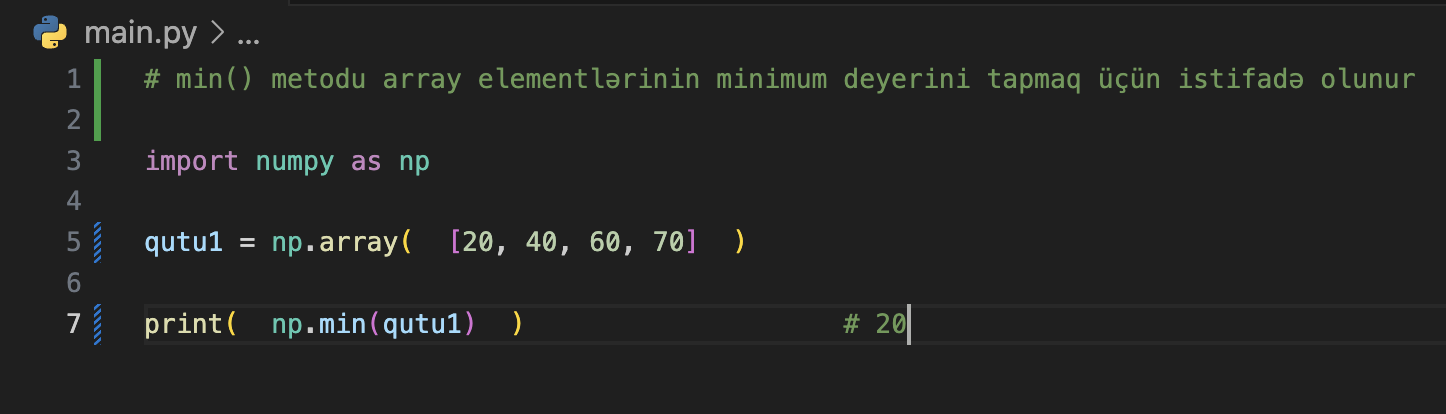 main.py > ...
1 # min() metodu array elementlərinin minimum deyerini tapmaq üçün istifadə olunur
2
3 import numpy as np
4
5 qutu1 = np.array(  [20, 40, 60, 70]  )
6
7 print(  np.min(qutu1)  )                    # 20